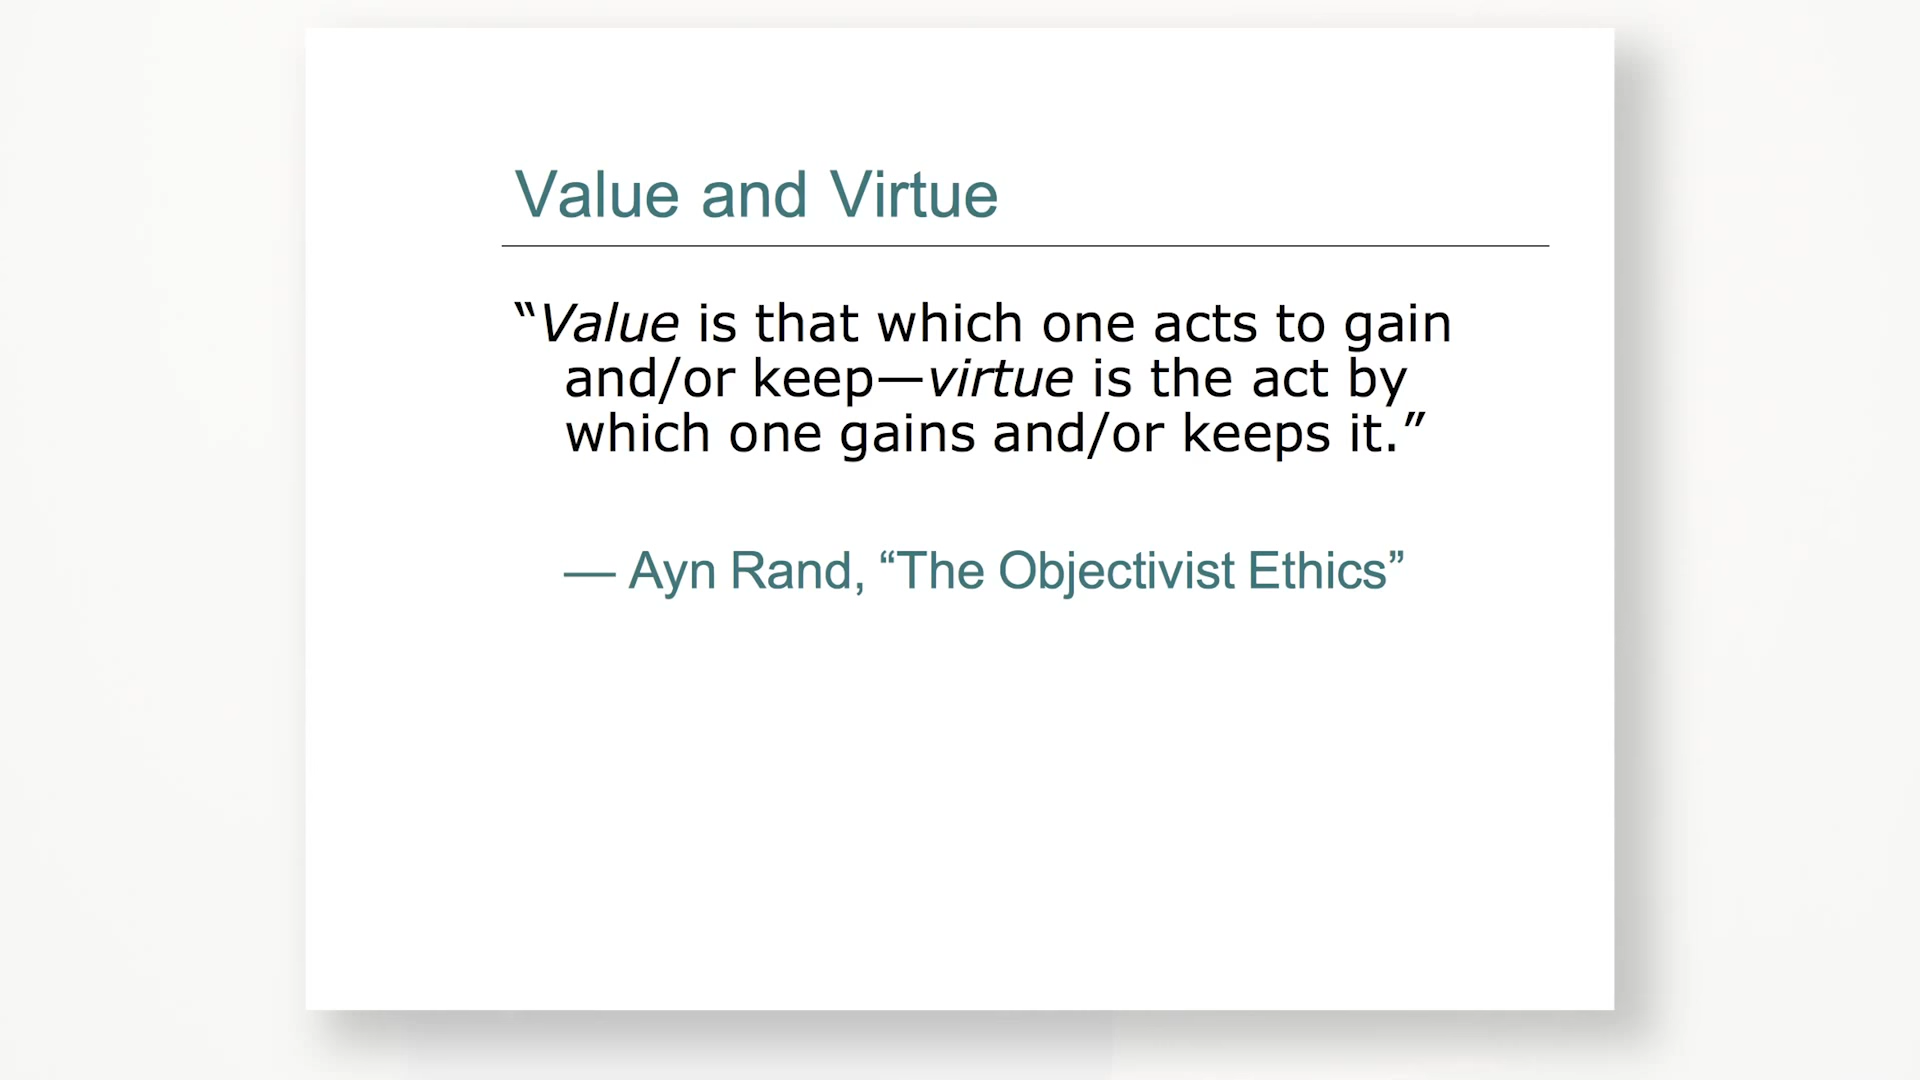 Value and Virtue
“Value is that which one acts to gain
and/or keep—virtue is the act by
which one gains and/or keeps it.”
— Ayn Rand, “The Objectivist Ethics”